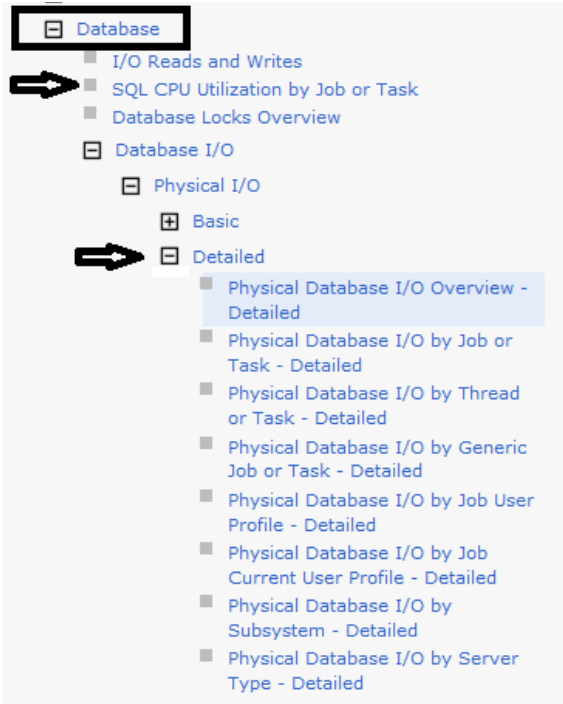 Database
I/O Reads and Writes
SQL CPU Utilization by Job or Task
Database Locks Overview
Database I/O
Physical I/O
Basic
Detailed
Physical Database I/O Overview -
Detailed
Physical Database I/O by Job or
Task - Detailed
Physical Database I/O by Thread
or Task - Detailed
Physical Database I/O by Generic
Job or Task - Detailed
Physical Database I/O by Job User
Profile - Detailed
Physical Database I/O by Job
Current User Profile - Detailed
Physical Database I/O by
Subsystem - Detailed
Physical Database I/O by Server
Type - Detailed